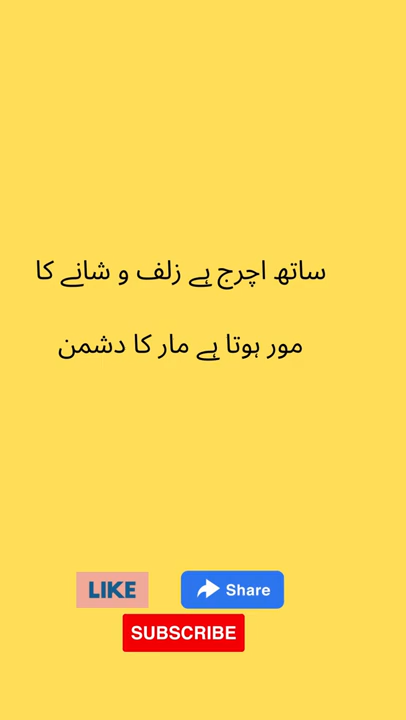 ساتھ اچرج ہے زلف و شانے کا
مور ہوتا ہے مار کا دشمن
LIKE
Share
SUBSCRIBE